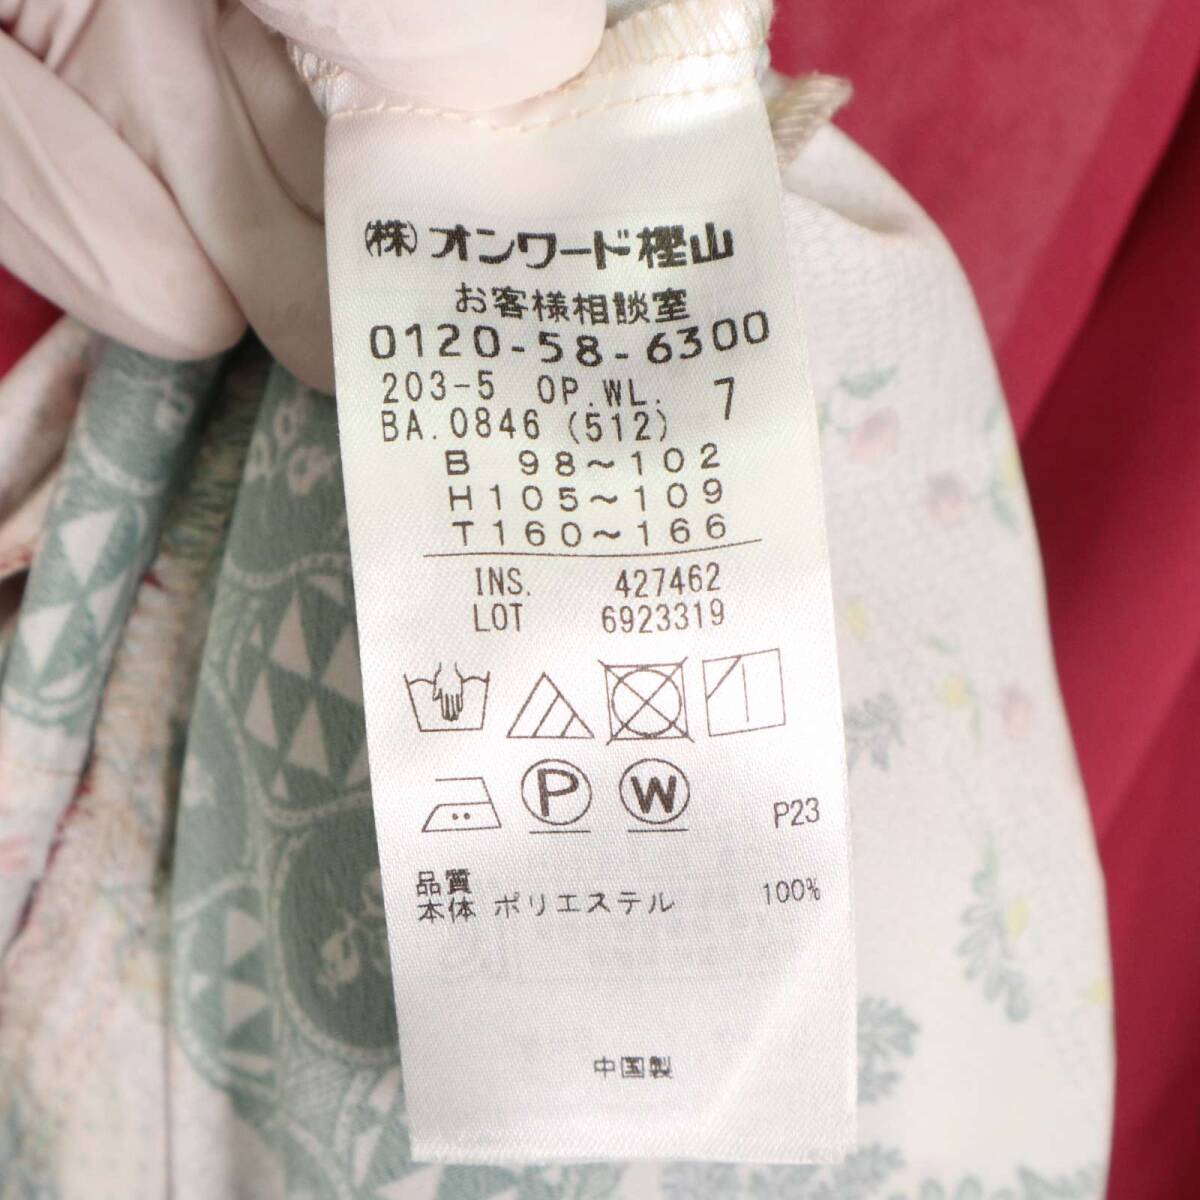 ㈱オンワード樫山
お客様相談室
0120-58-6300
203-5 OP.WL. 7
BA.0846 (512)
B 98～102
H 105～109
T 160～166
INS. 427462
LOT 6923319
P W P23
品質
本体 ポリエステル 100%
中国製